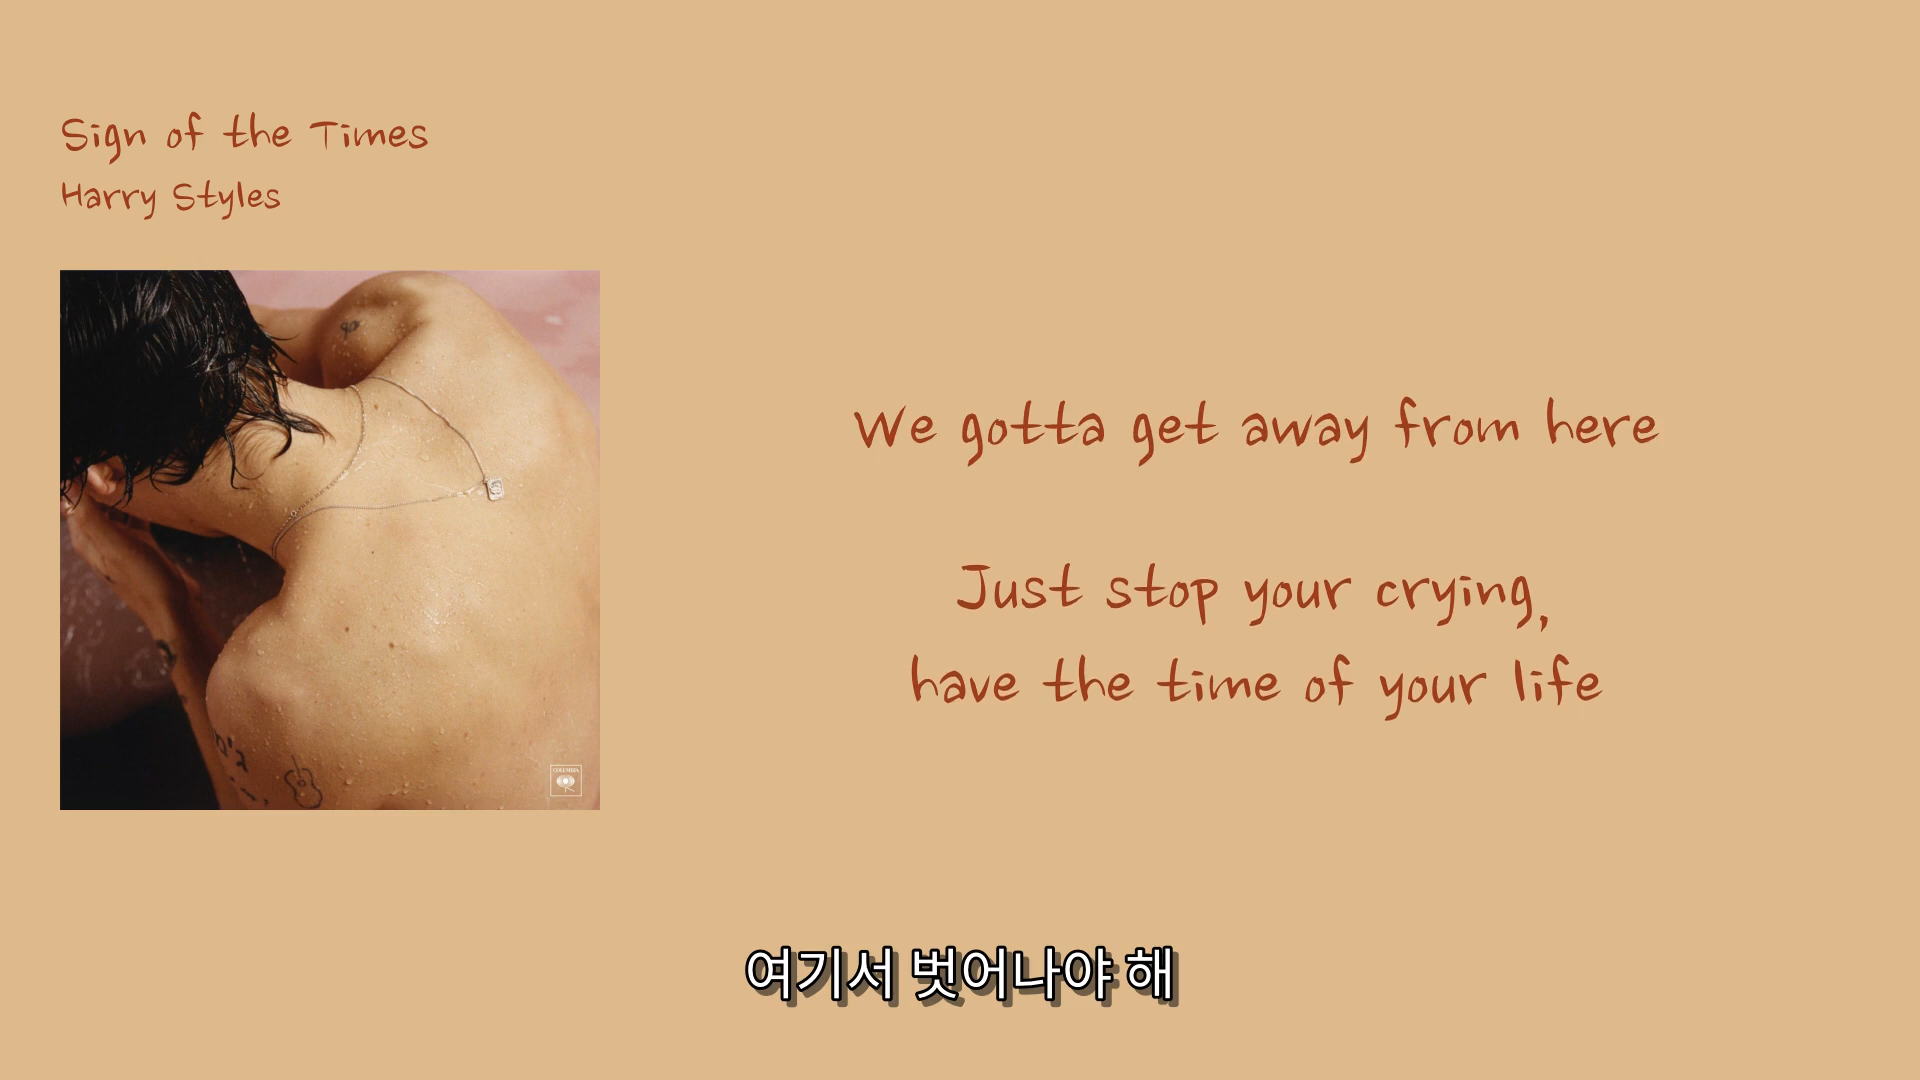 Sign of the Times
Harry Styles
We gotta get away from here
Just stop your crying,
have the time of your life
COLUMBIA
여기서 벗어나야 해